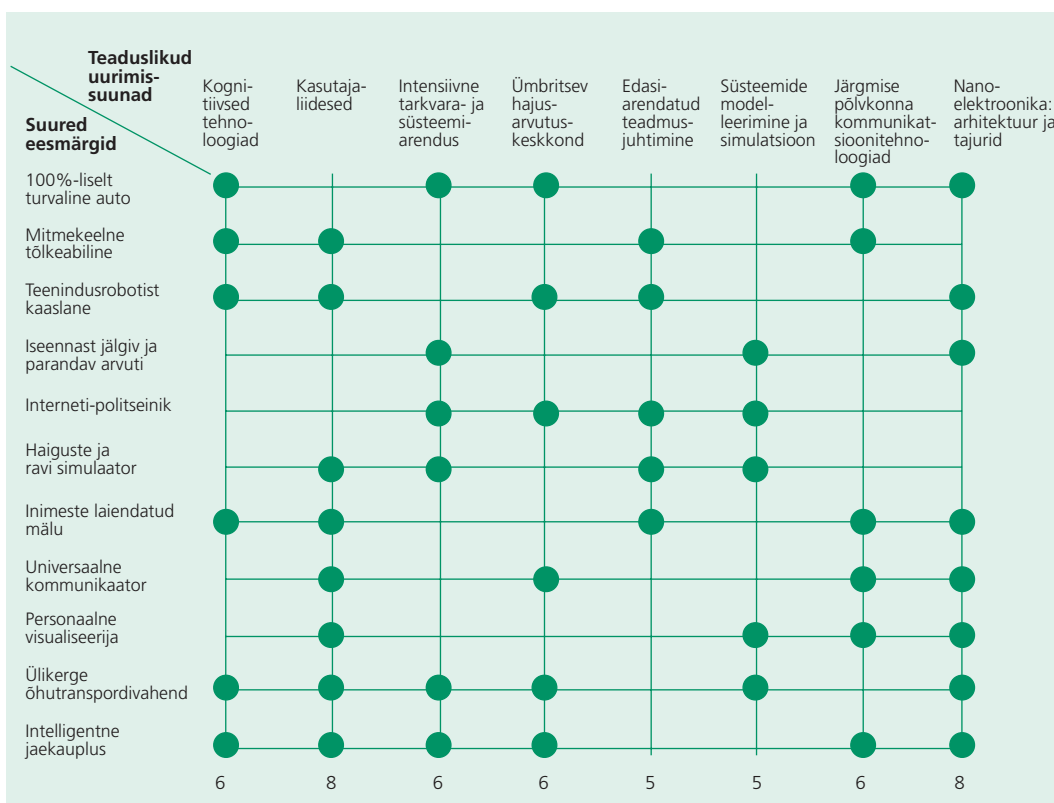 Teaduslikud
uurimis-
suunad
Suured
eesmärgid
Kogni-
tiivsed
tehno-
loogiad
Kasutaja-
liidesed
Intensiivne
tarkvara- ja
süsteemi-
arendus
Ümbritsev
hajus-
arvutus-
keskkond
Edasi-
arendatud
teadmus-
juhtimine
Süsteemide
model-
leerimine ja
simulatsioon
Järgmise
põlvkonna
kommunikat-
sioonitehno-
loogiad
Nano-
elektroonika:
arhitektuur ja
tajurid
100%-liselt
turvaline auto
Mitmekeelne
tõlkeabiline
Teenindusrobotist
kaaslane
Iseennast jälgiv ja
parandav arvuti
Interneti-politseinik
Haiguste ja
ravi simulaator
Inimeste laiendatud
mälu
Universaalne
kommunikaator
Personaalne
visualiseerija
Ülikerge
õhutranspordivahend
Intelligentne
jaekauplus
6 8 6 6 5 5 6 8